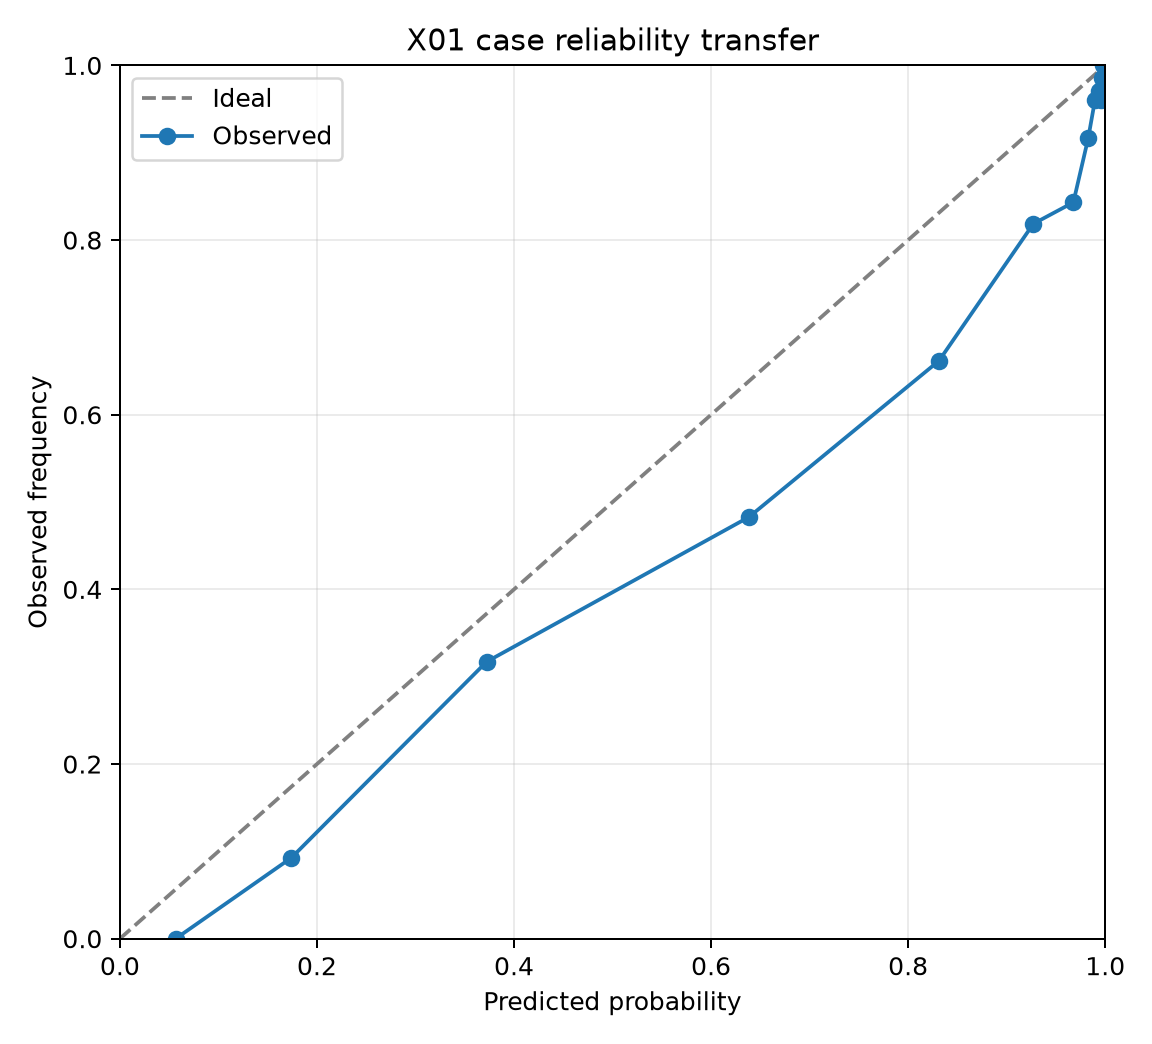 X01 case reliability transfer
Ideal
Observed
Observed frequency
1.0
0.8
0.6
0.4
0.2
0.0
0.0 0.2 0.4 0.6 0.8 1.0
Predicted probability